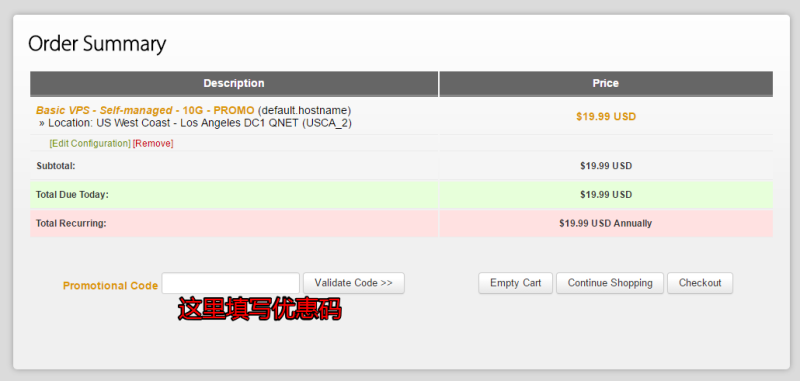 Order Summary
Description Price
Basic VPS - Self-managed - 10G - PROMO (default.hostname) $19.99 USD
» Location: US West Coast - Los Angeles DC1 QNET (USCA_2)
[Edit Configuration] [Remove]
Subtotal: $19.99 USD
Total Due Today: $19.99 USD
Total Recurring: $19.99 USD Annually
Promotional Code Validate Code >> Empty Cart Continue Shopping Checkout
这里填写优惠码